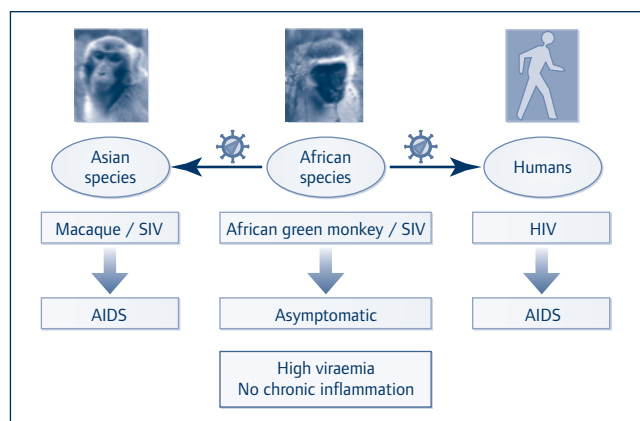 Asian
species
African
species
Humans
Macaque / SIV
African green monkey / SIV
HIV
AIDS
Asymptomatic
AIDS
High viraemia
No chronic inflammation